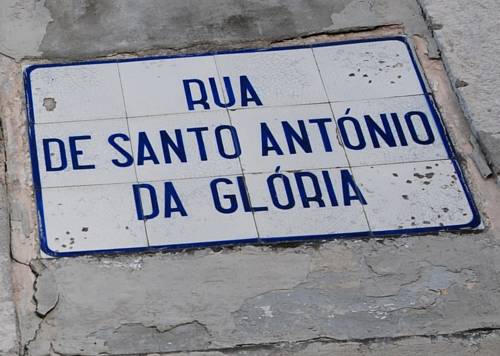 RUA
DE SANTO ANTÓNIO
DA GLÓRIA